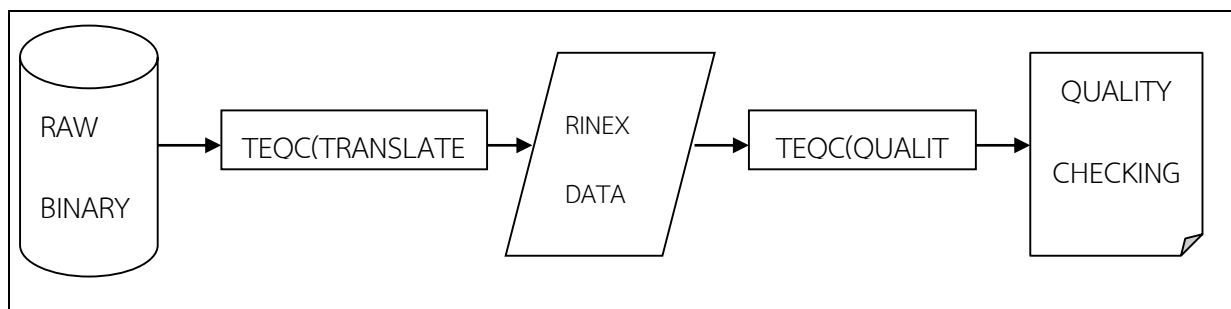 RAW
BINARY
TEQC(TRANSLATE
RINEX
DATA
TEQC(QUALIT
QUALITY
CHECKING